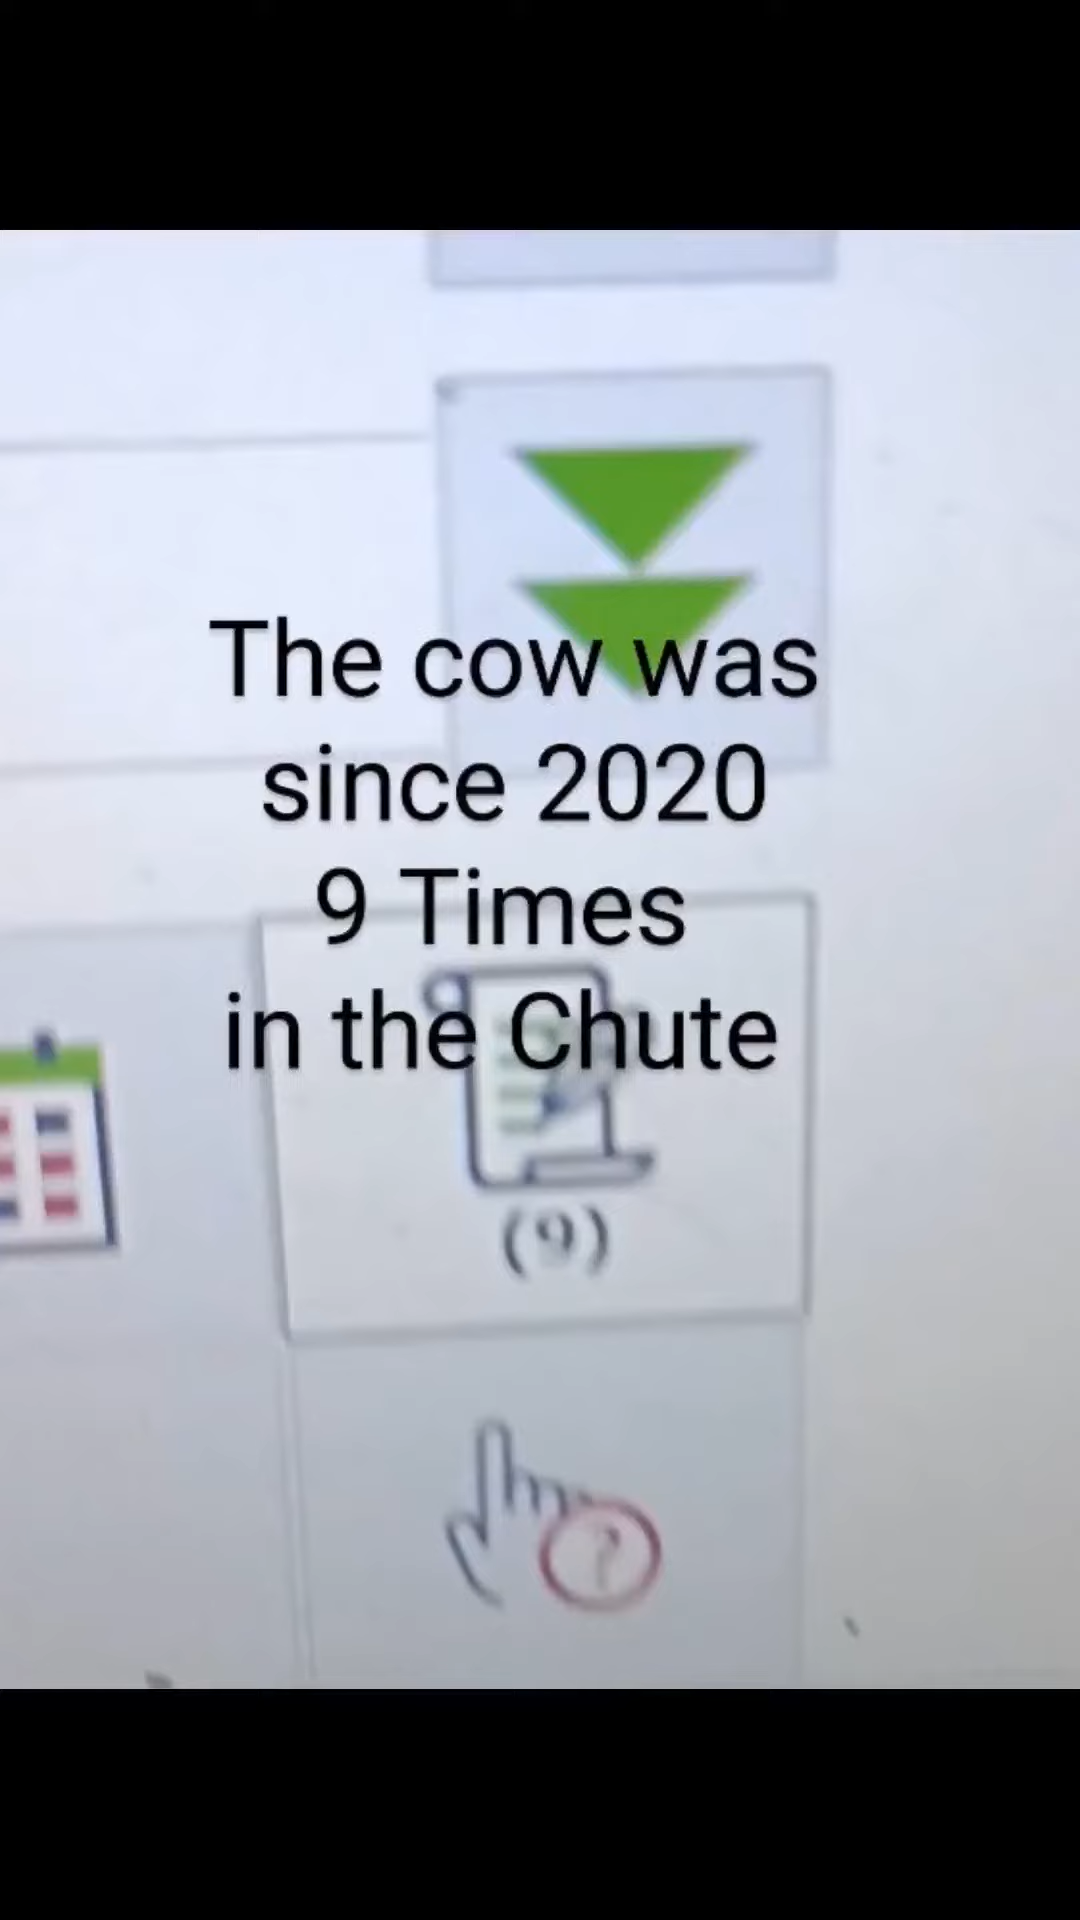 The cow was
since 2020
9 Times
in the Chute
(9)
?